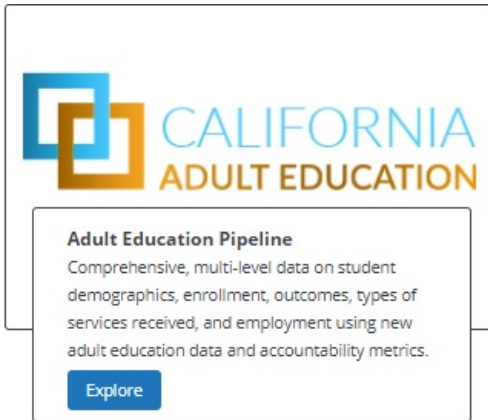 CALIFORNIA
ADULT EDUCATION
Adult Education Pipeline
Comprehensive, multi-level data on student
demographics, enrollment, outcomes, types of
services received, and employment using new
adult education data and accountability metrics.
Explore